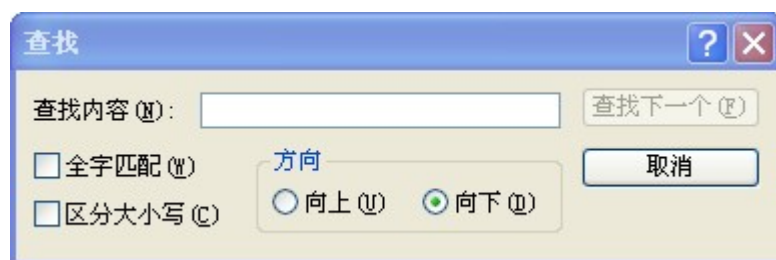 查找
查找内容(N):
查找下一个(F)
全字匹配(W)
方向
取消
向上(U)
向下(D)
区分大小写(C)